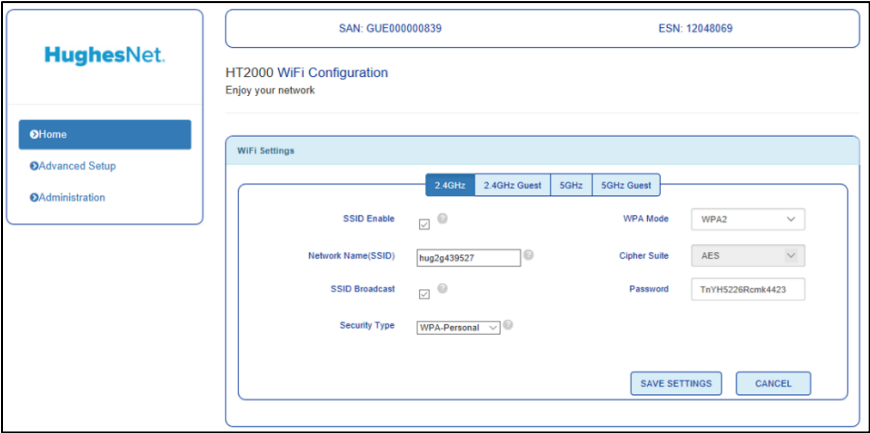 HughesNet.
Home
Advanced Setup
Administration
SAN: GUE000000839 ESN: 12048069
HT2000 WiFi Configuration
Enjoy your network
WiFi Settings
2.4GHz 2.4GHz Guest 5GHz 5GHz Guest
SSID Enable ? WPA Mode WPA2
Network Name(SSID) hug2g439527 ? Cipher Suite AES
SSID Broadcast ? Password TnYH5226Rcmk4423
Security Type WPA-Personal ?
SAVE SETTINGS CANCEL